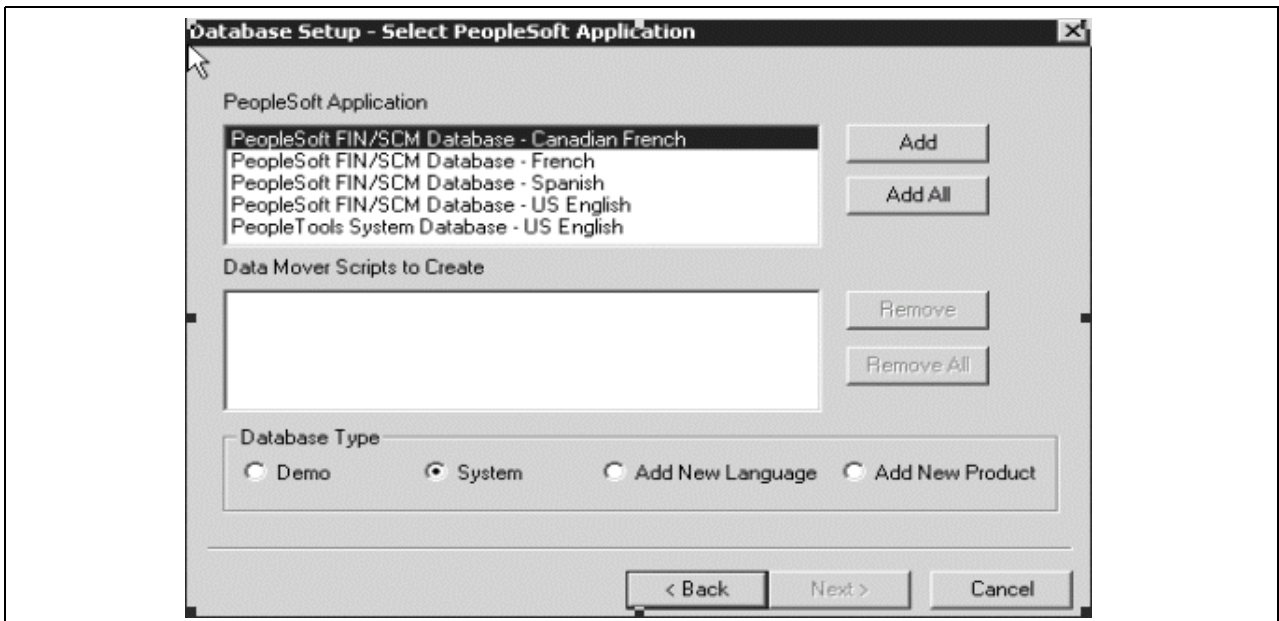 Database Setup - Select PeopleSoft Application
PeopleSoft Application
PeopleSoft FIN/SCM Database - Canadian French
PeopleSoft FIN/SCM Database - French
PeopleSoft FIN/SCM Database - Spanish
PeopleSoft FIN/SCM Database - US English
PeopleTools System Database - US English
Add
Add All
Data Mover Scripts to Create
Remove
Remove All
Database Type
Demo System Add New Language Add New Product
< Back Next > Cancel